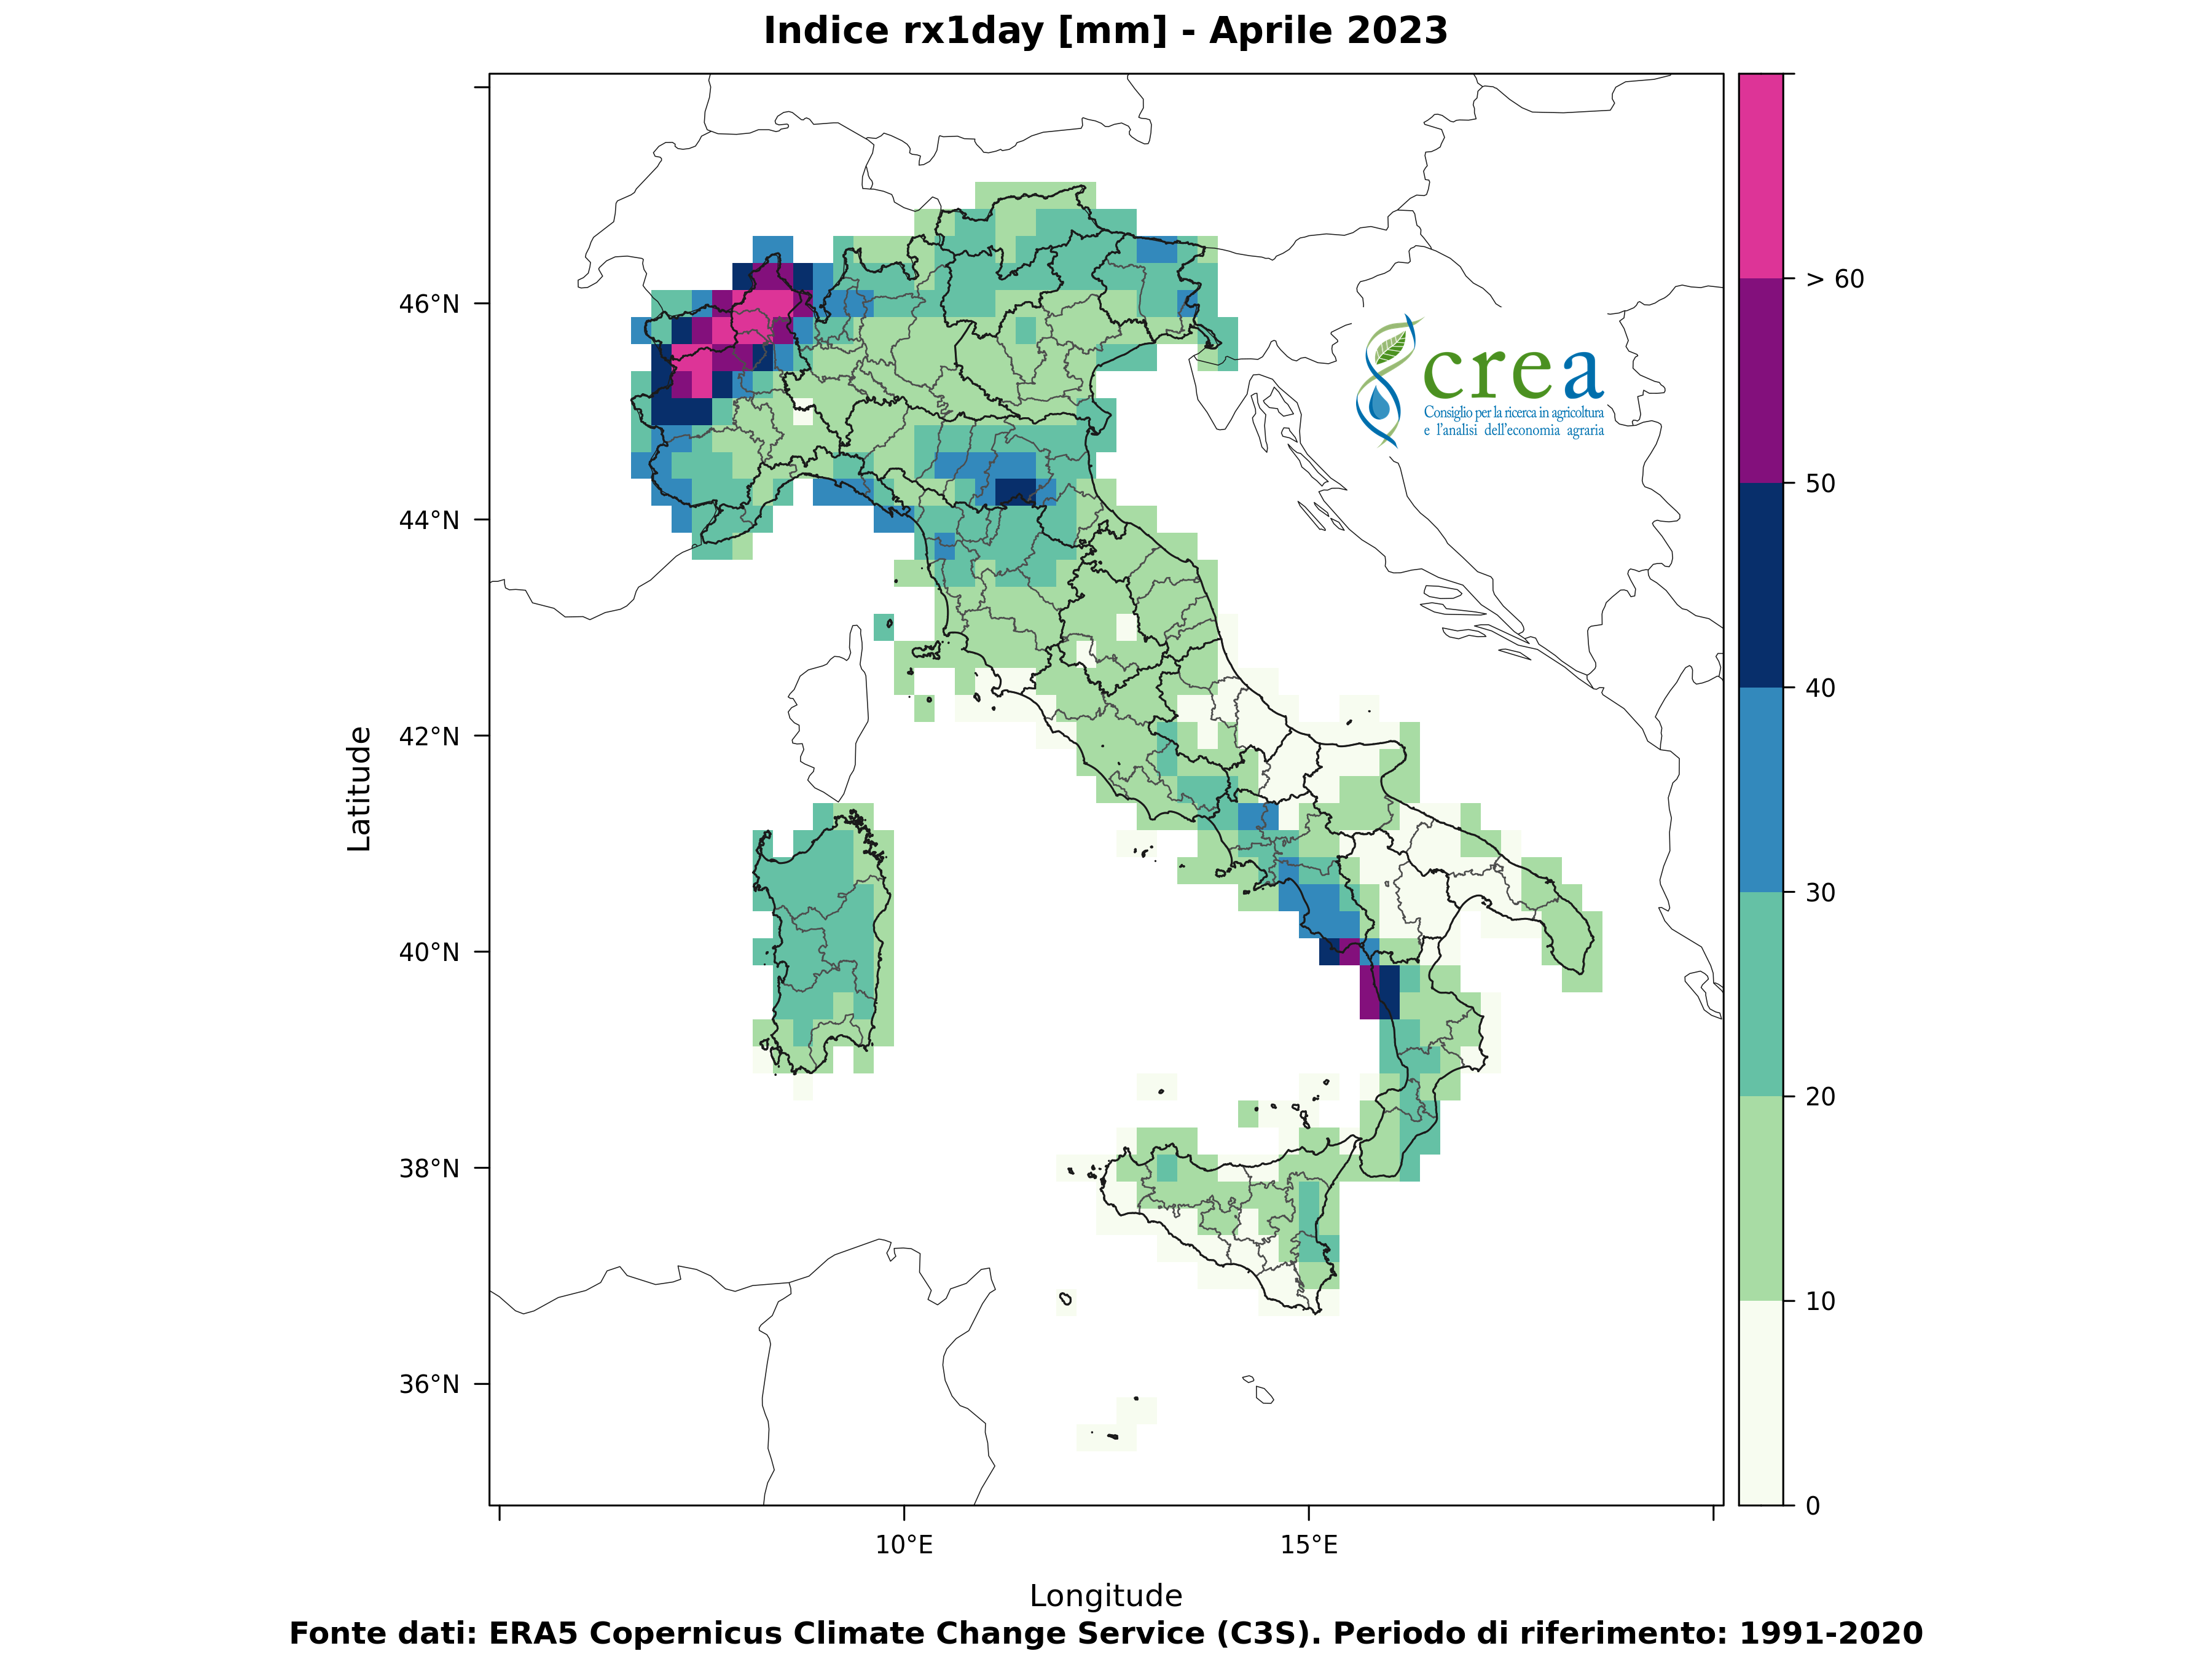 Indice rx1day [mm] - Aprile 2023
> 60
50
40
30
20
10
0
46°N
44°N
42°N
40°N
38°N
36°N
Latitude
crea
Consiglio per la ricerca in agricoltura
e l'analisi dell'economia agraria
10°E
15°E
Longitude
Fonte dati: ERA5 Copernicus Climate Change Service (C3S). Periodo di riferimento: 1991-2020